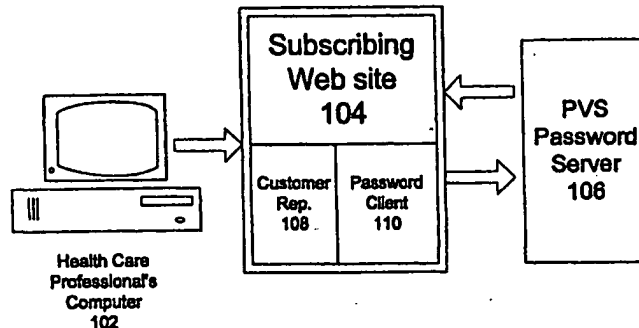 Subscribing
Web site
104
Customer
Rep.
108
Password
Client
110
PVS
Password
Server
106
Health Care
Professional's
Computer
102